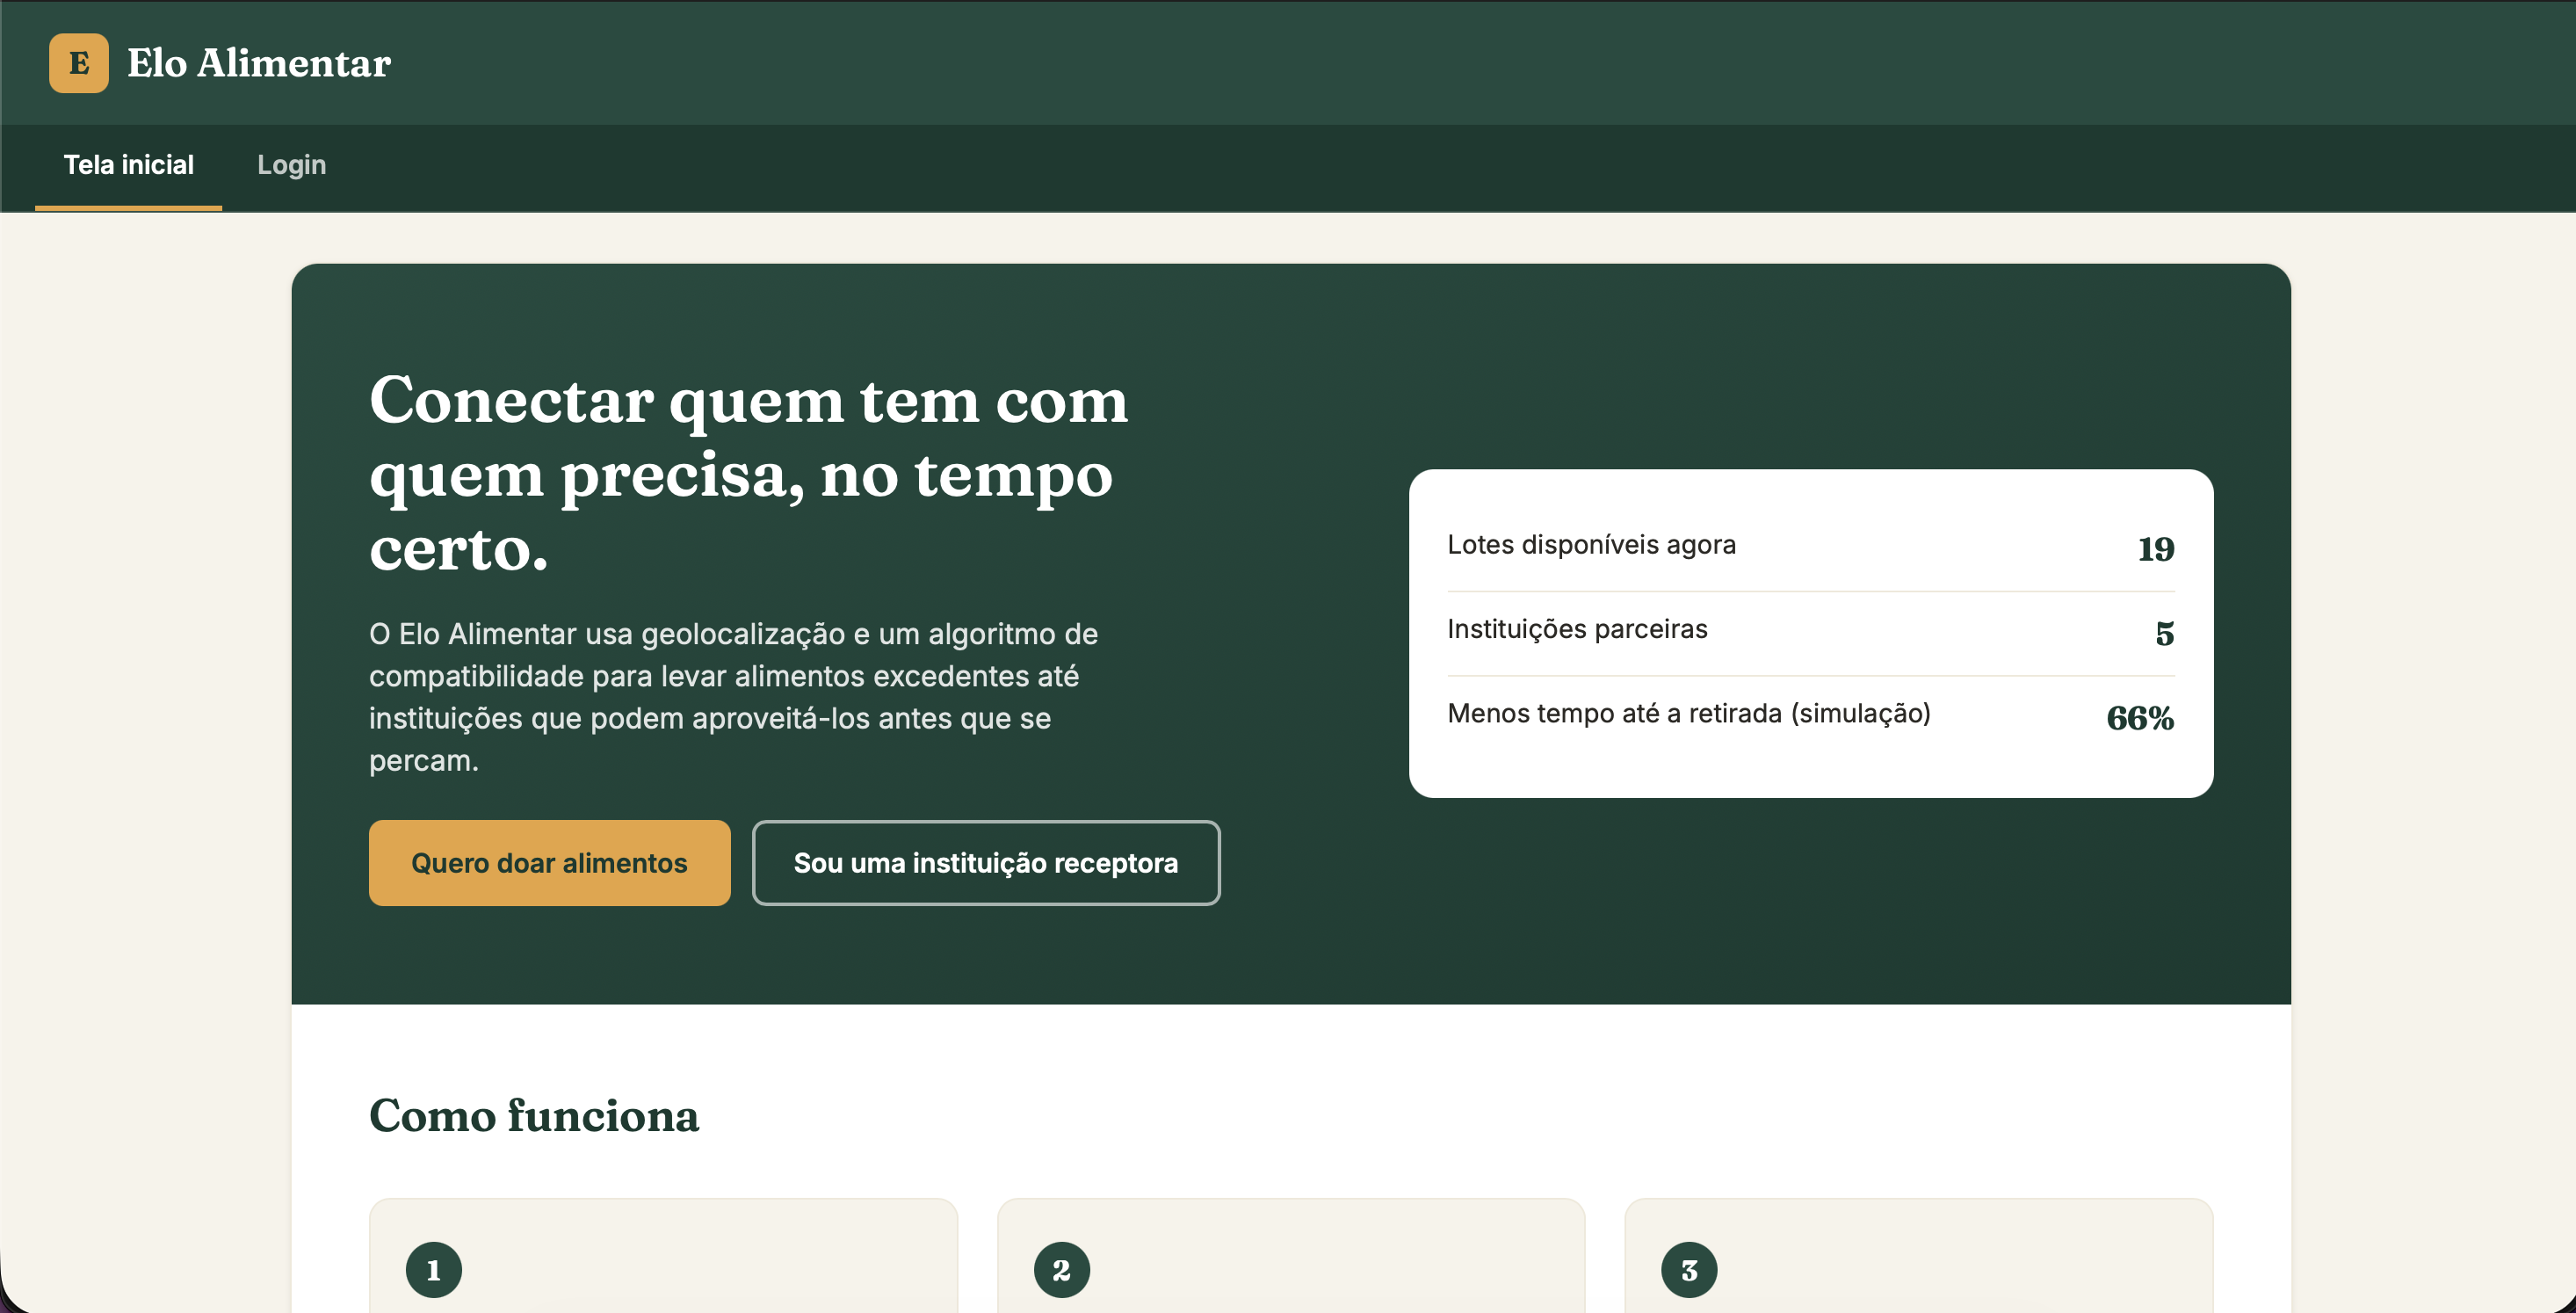 E
Elo Alimentar
Tela inicial
Login
Conectar quem tem com
quem precisa, no tempo
certo.
O Elo Alimentar usa geolocalização e um algoritmo de
compatibilidade para levar alimentos excedentes até
instituições que podem aproveitá-los antes que se
percam.
Quero doar alimentos
Sou uma instituição receptora
Lotes disponíveis agora
19
Instituições parceiras
5
Menos tempo até a retirada (simulação)
66%
Como funciona
1
2
3